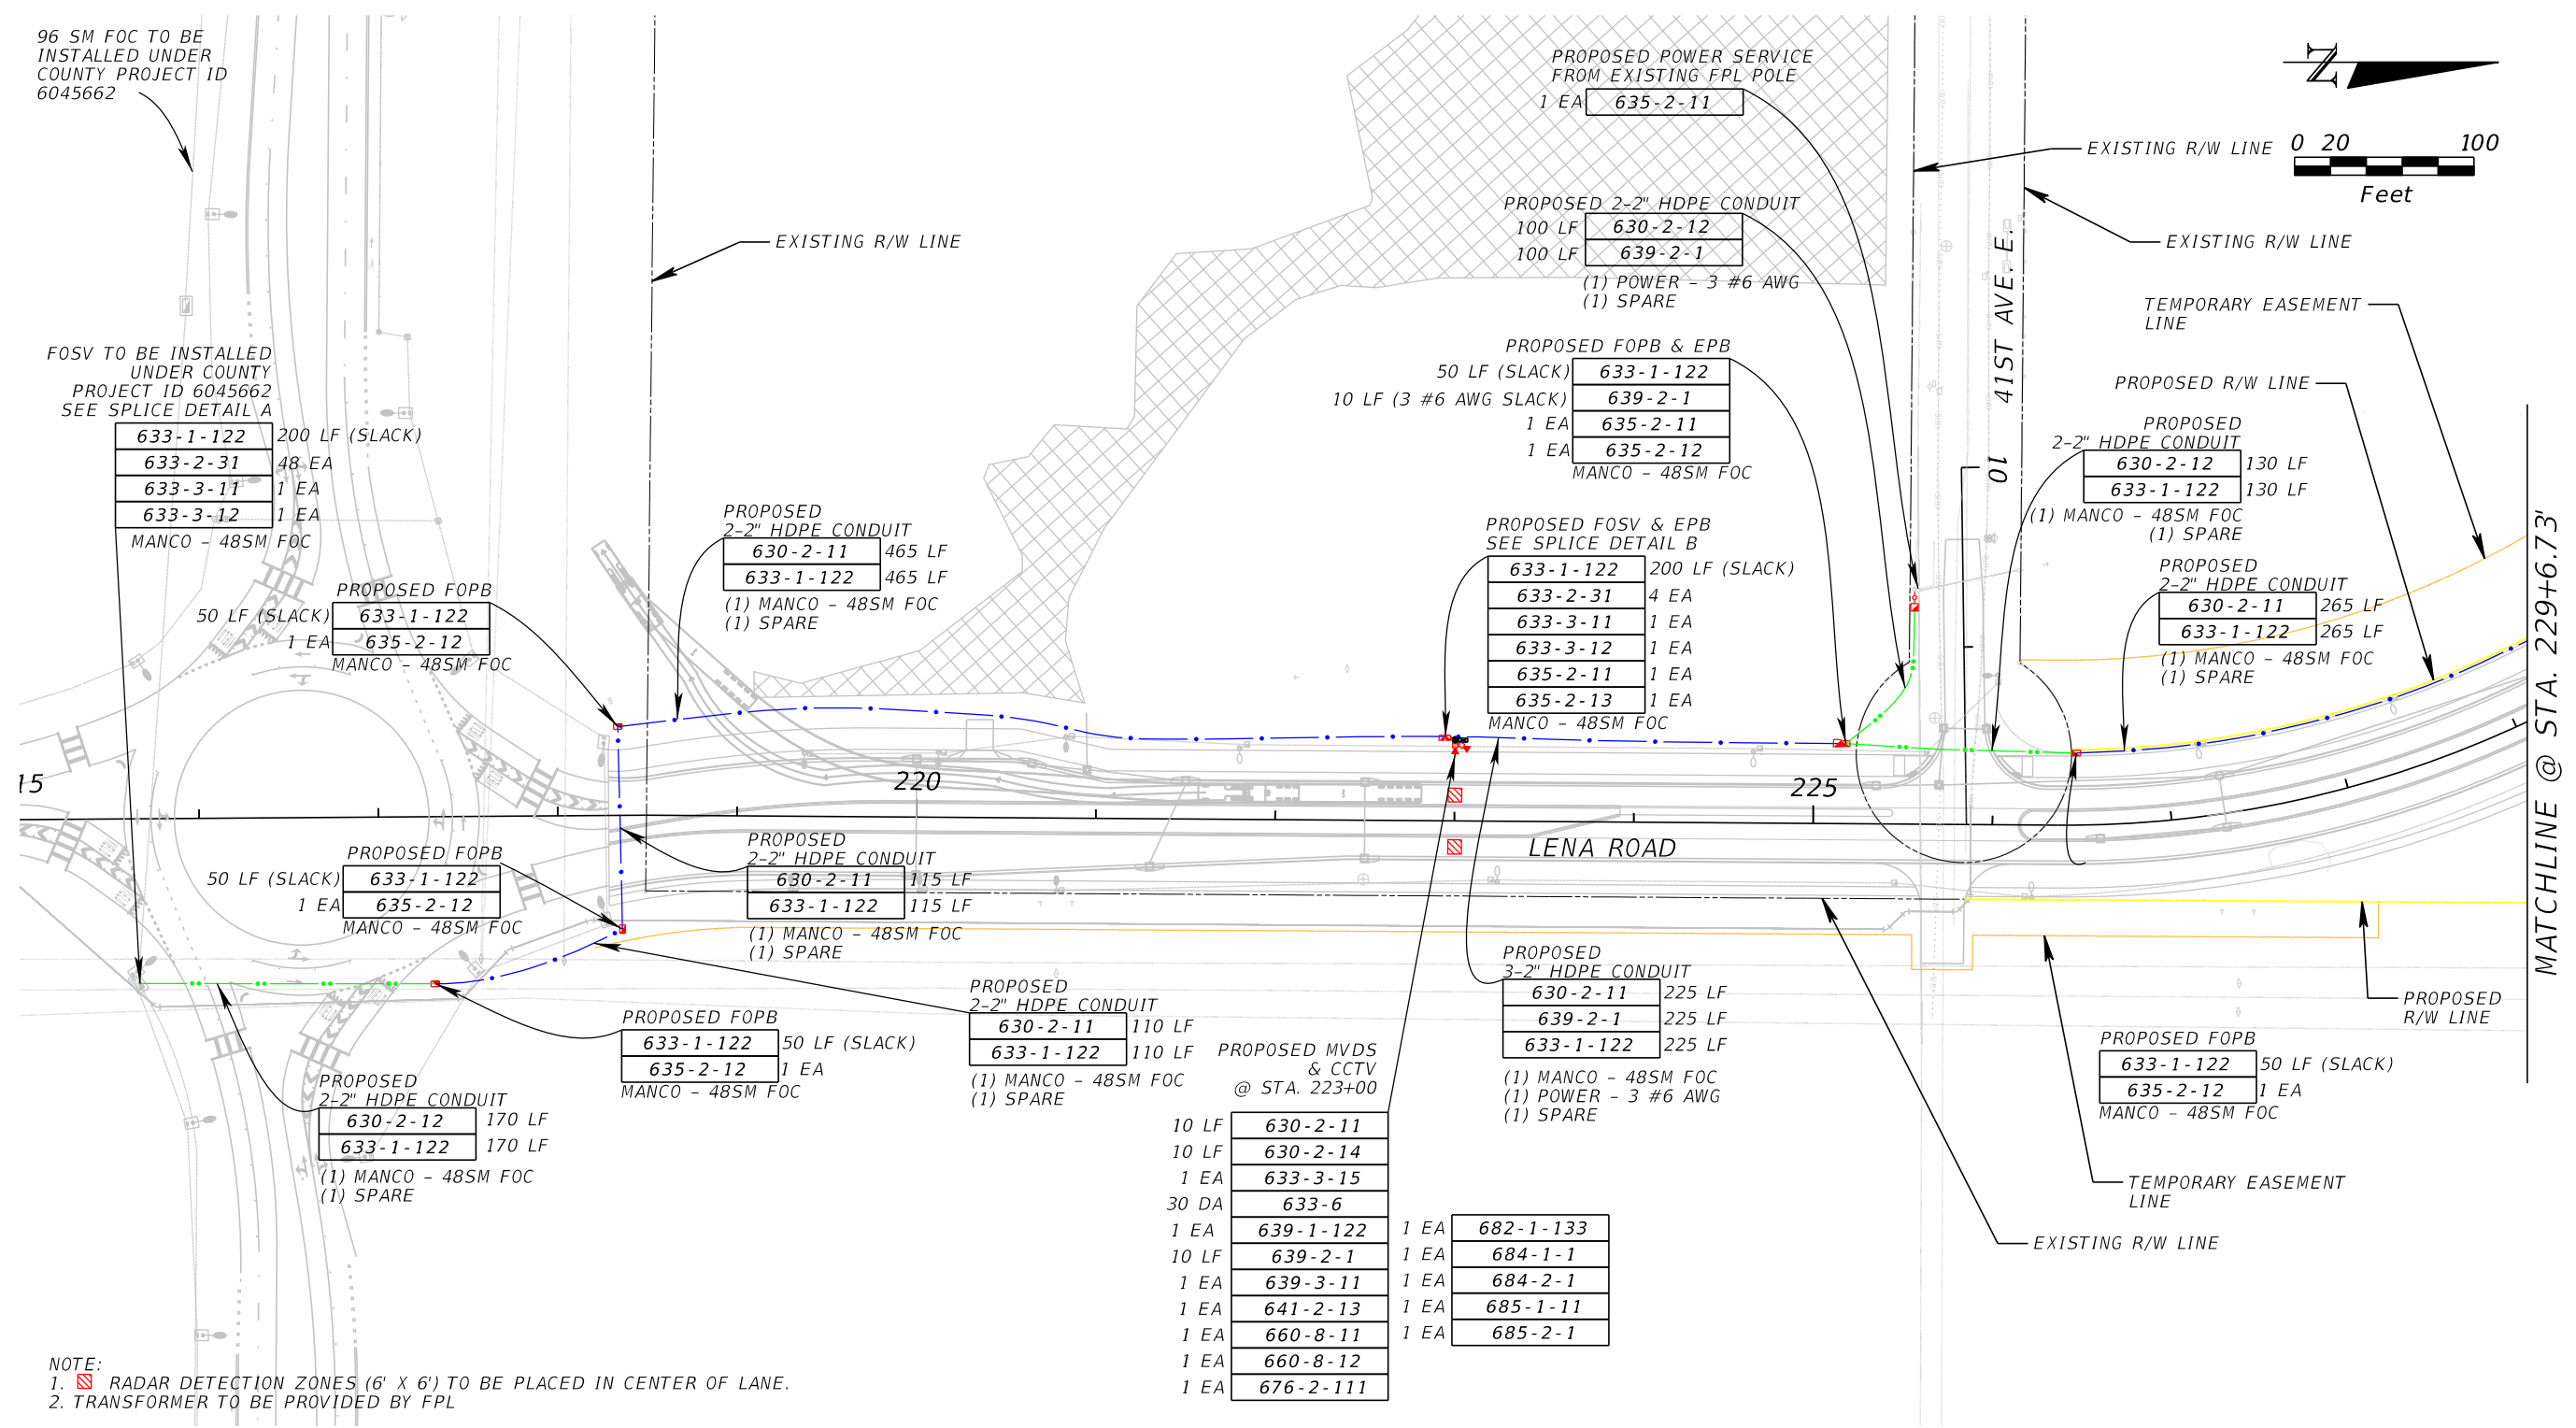 96 SM FOC TO BE
INSTALLED UNDER
COUNTY PROJECT ID
6045662
EXISTING R/W LINE
PROPOSED POWER SERVICE
FROM EXISTING FPL POLE
1 EA 635-2-11
PROPOSED 2-2" HDPE CONDUIT
100 LF 630-2-12
100 LF 639-2-1
(1) POWER - 3 #6 AWG
(1) SPARE
N
0 20 100
Feet
EXISTING R/W LINE
EXISTING R/W LINE
TEMPORARY EASEMENT
LINE
PROPOSED R/W LINE
41ST AVE. E.
10
FOSV TO BE INSTALLED
UNDER COUNTY
PROJECT ID 6045662
SEE SPLICE DETAIL A
633-1-122 200 LF (SLACK)
633-2-31 48 EA
633-3-11 1 EA
633-3-12 1 EA
MANCO - 48SM FOC
PROPOSED FOPB & EPB
50 LF (SLACK) 633-1-122
10 LF (3 #6 AWG SLACK) 639-2-1
1 EA 635-2-11
1 EA 635-2-12
MANCO - 48SM FOC
PROPOSED
2-2" HDPE CONDUIT
630-2-12 130 LF
633-1-122 130 LF
(1) MANCO - 48SM FOC
(1) SPARE
PROPOSED
2-2" HDPE CONDUIT
630-2-11 465 LF
633-1-122 465 LF
(1) MANCO - 48SM FOC
(1) SPARE
PROPOSED FOSV & EPB
SEE SPLICE DETAIL B
633-1-122 200 LF (SLACK)
633-2-31 4 EA
633-3-11 1 EA
633-3-12 1 EA
635-2-11 1 EA
635-2-13 1 EA
MANCO - 48SM FOC
PROPOSED
2-2" HDPE CONDUIT
630-2-11 265 LF
633-1-122 265 LF
(1) MANCO - 48SM FOC
(1) SPARE
PROPOSED FOPB
50 LF (SLACK) 633-1-122
1 EA 635-2-12
MANCO - 48SM FOC
MATCHLINE @ STA. 229+6.73'
15
220
225
LENA ROAD
PROPOSED FOPB
50 LF (SLACK) 633-1-122
1 EA 635-2-12
MANCO - 48SM FOC
PROPOSED
2-2" HDPE CONDUIT
630-2-11 115 LF
633-1-122 115 LF
(1) MANCO - 48SM FOC
(1) SPARE
PROPOSED
2-2" HDPE CONDUIT
630-2-11 110 LF
633-1-122 110 LF
(1) MANCO - 48SM FOC
(1) SPARE
PROPOSED
3-2" HDPE CONDUIT
630-2-11 225 LF
639-2-1 225 LF
633-1-122 225 LF
(1) MANCO - 48SM FOC
(1) POWER - 3 #6 AWG
(1) SPARE
PROPOSED
R/W LINE
PROPOSED FOPB
633-1-122 50 LF (SLACK)
635-2-12 1 EA
MANCO - 48SM FOC
PROPOSED FOPB
633-1-122 50 LF (SLACK)
635-2-12 1 EA
MANCO - 48SM FOC
PROPOSED
2-2" HDPE CONDUIT
630-2-12 170 LF
633-1-122 170 LF
(1) MANCO - 48SM FOC
(1) SPARE
PROPOSED MVDS
& CCTV
@ STA. 223+00
10 LF 630-2-11
10 LF 630-2-14
1 EA 633-3-15
30 DA 633-6
1 EA 639-1-122
10 LF 639-2-1
1 EA 639-3-11
1 EA 641-2-13
1 EA 660-8-11
1 EA 660-8-12
1 EA 676-2-111
1 EA 682-1-133
1 EA 684-1-1
1 EA 684-2-1
1 EA 685-1-11
1 EA 685-2-1
TEMPORARY EASEMENT
LINE
EXISTING R/W LINE
NOTE:
1. RADAR DETECTION ZONES (6' X 6') TO BE PLACED IN CENTER OF LANE.
2. TRANSFORMER TO BE PROVIDED BY FPL